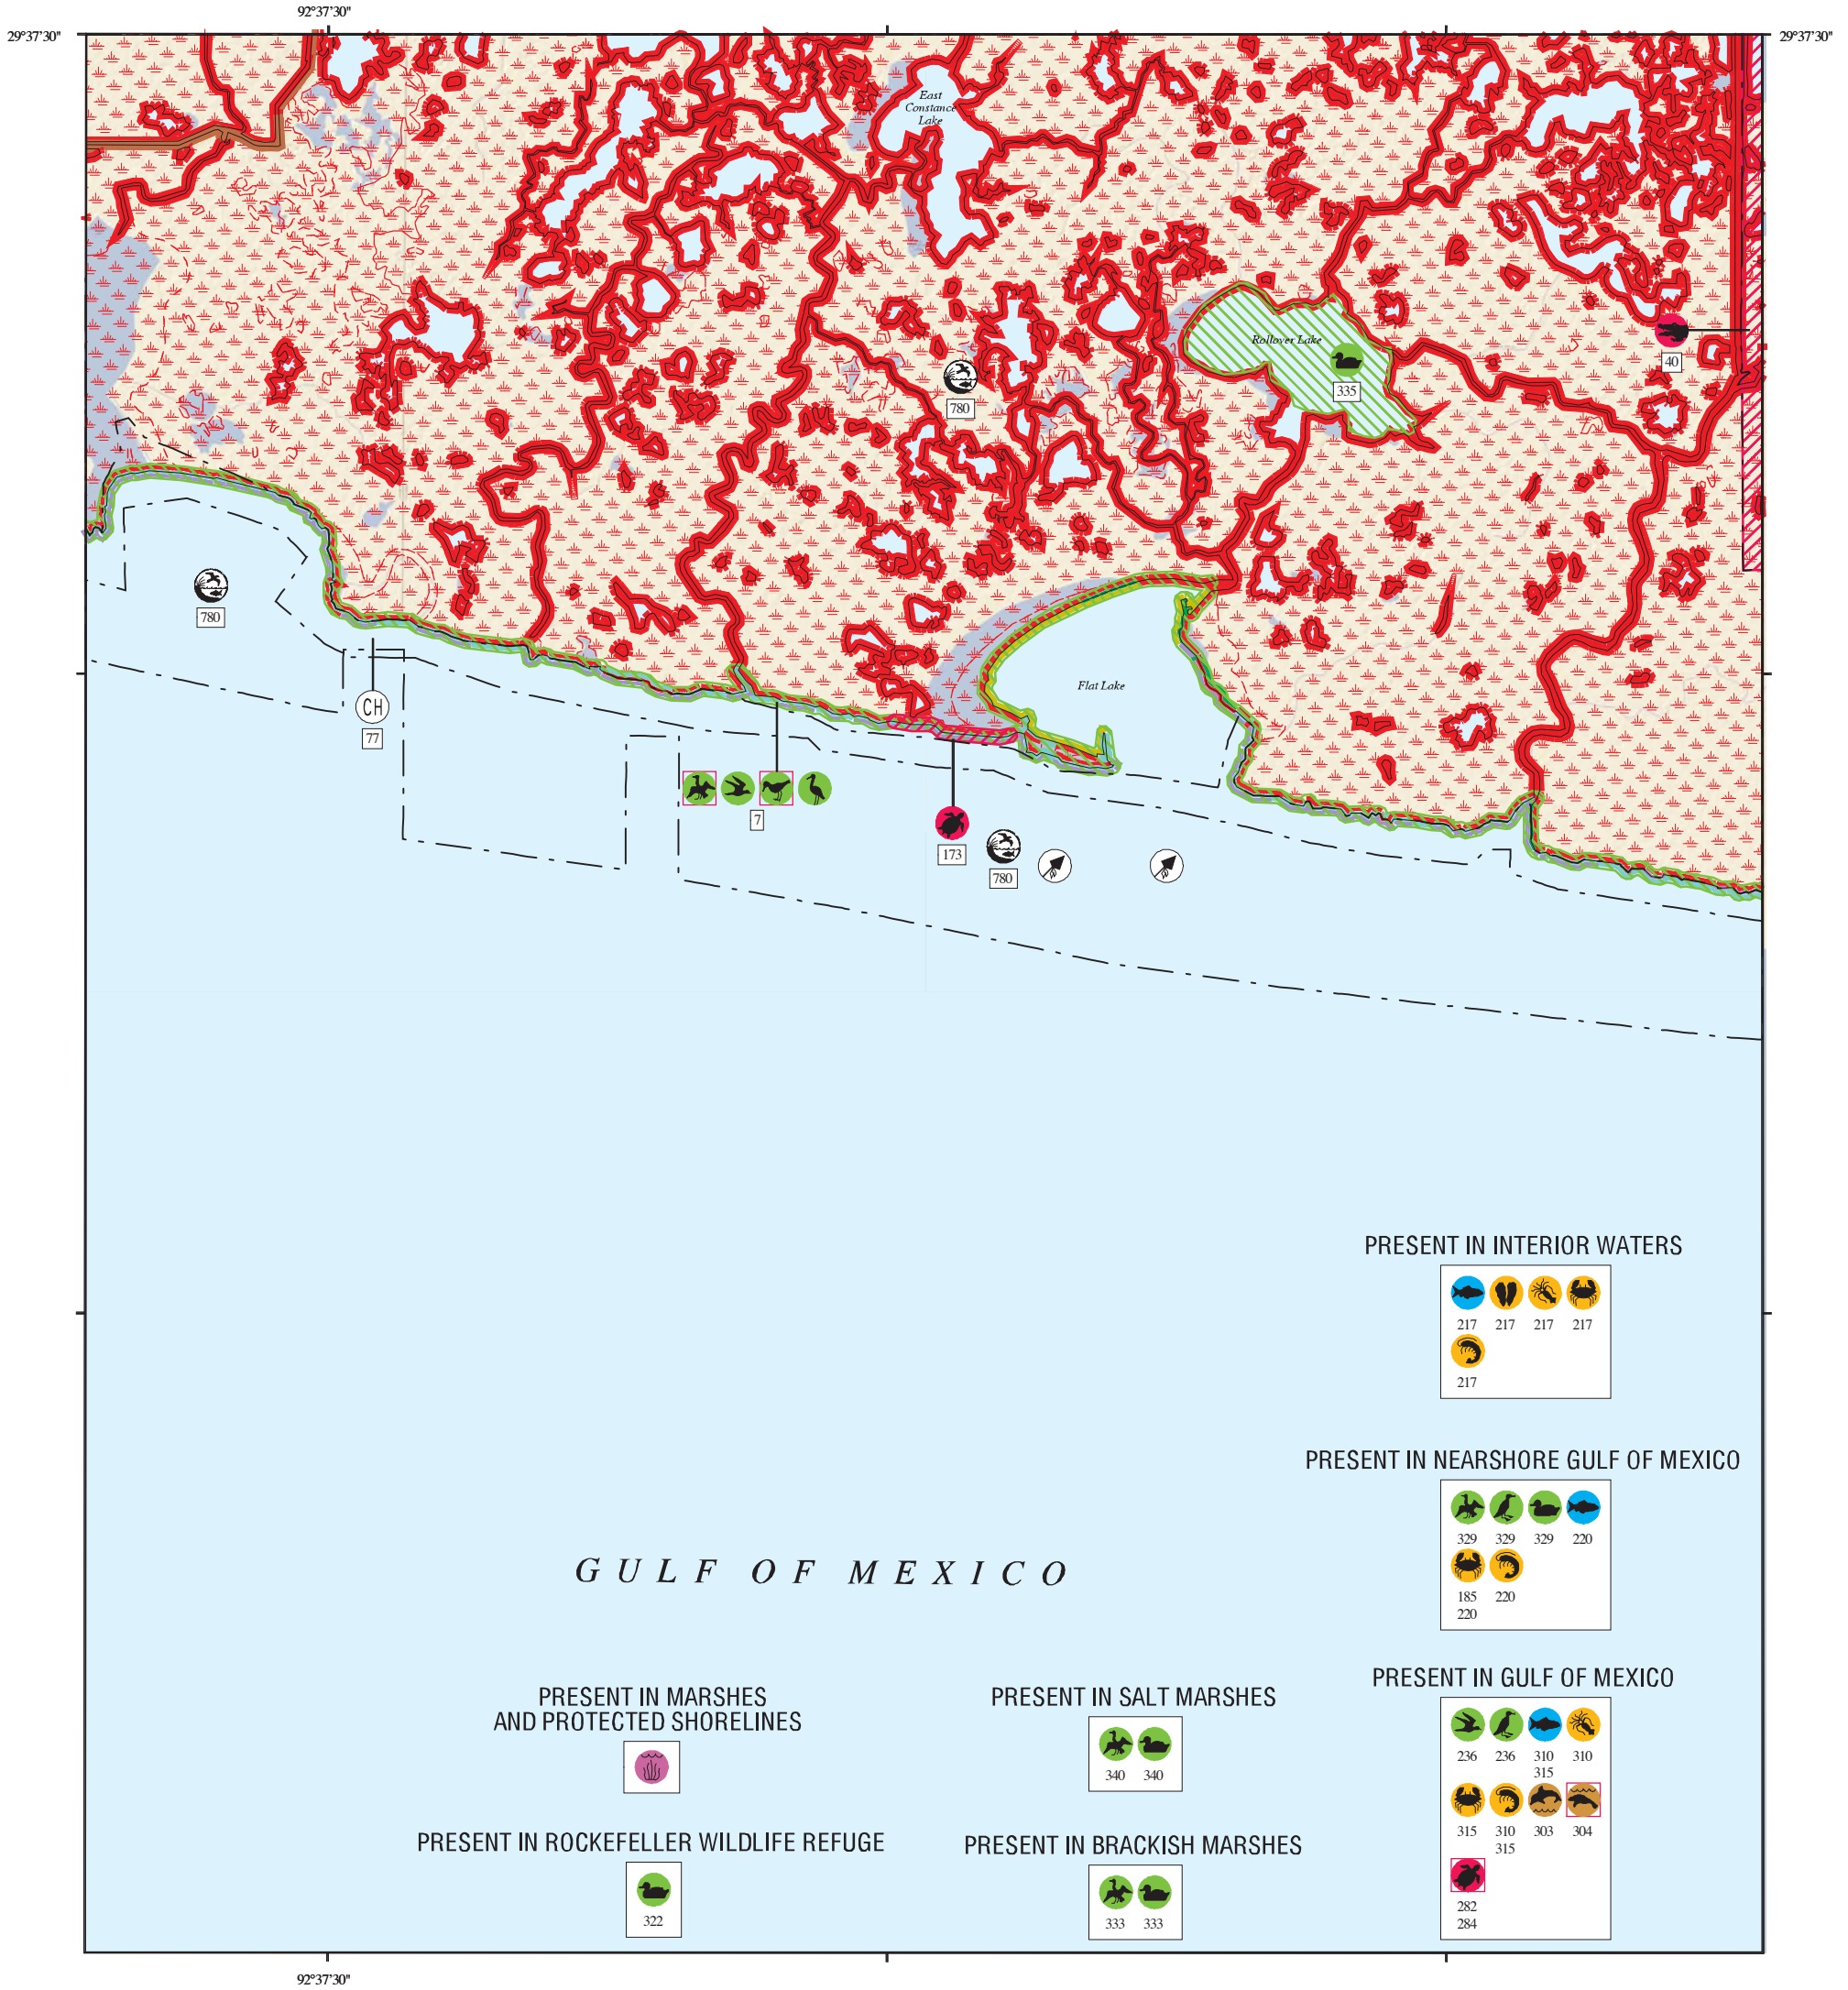 92°37'30"
29°37'30"
29°37'30"
East
Constance
Lake
Rollover Lake
40
335
780
780
Flat Lake
CH
77
7
173
780
PRESENT IN INTERIOR WATERS
217 217 217 217
217
PRESENT IN NEARSHORE GULF OF MEXICO
329 329 329 220
185 220
220
GULF OF MEXICO
PRESENT IN MARSHES
AND PROTECTED SHORELINES
PRESENT IN SALT MARSHES
340 340
PRESENT IN GULF OF MEXICO
236 236 310 310
315
315 310 303 304
315
282
284
PRESENT IN ROCKEFELLER WILDLIFE REFUGE
322
PRESENT IN BRACKISH MARSHES
333 333
92°37'30"